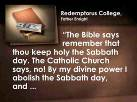 Redemptorus College,
Father Enright
"The Bible says
remember that
thou keep holy the Sabbath
day. The Catholic Church
says, no! By my divine power I
abolish the Sabbath day,
and ...